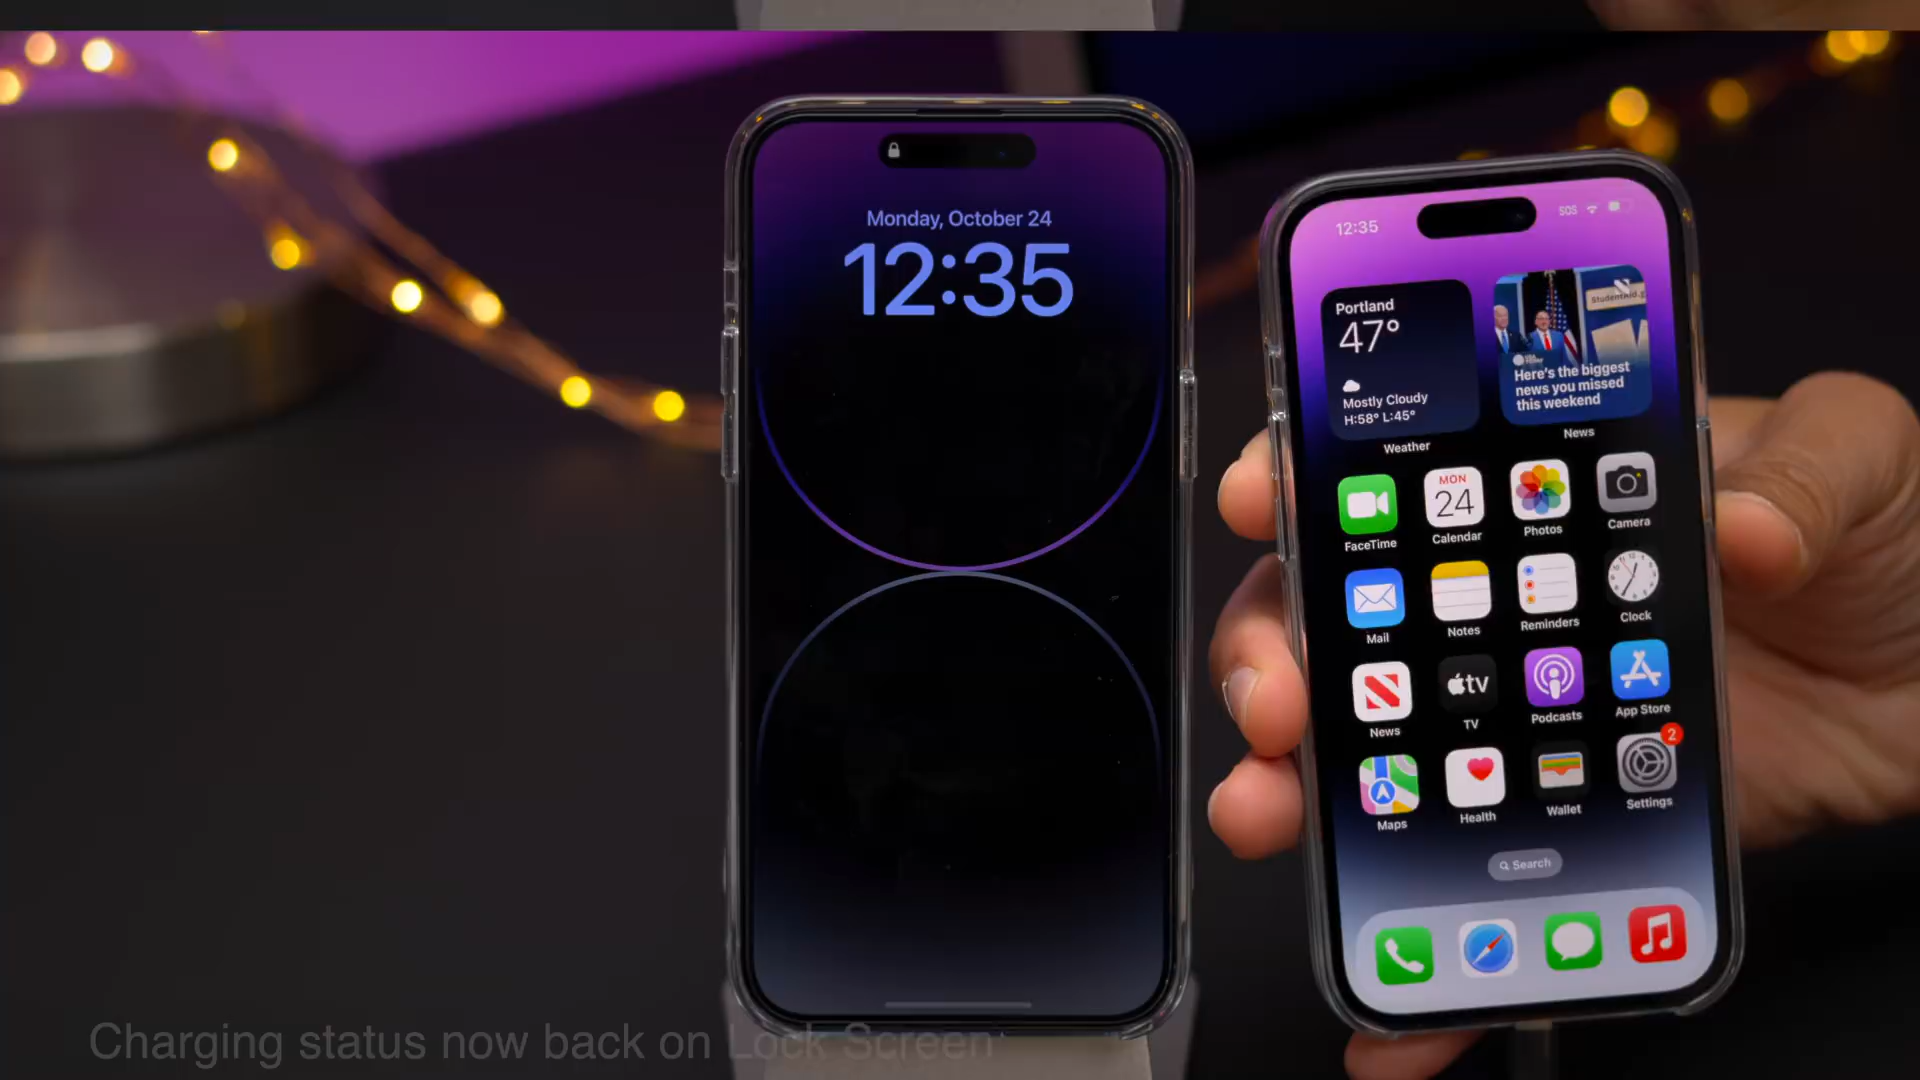 Monday, October 24
12:35
12:35
SOS
Portland
47°
Mostly Cloudy
H:58° L:45°
Weather
Here's the biggest
news you missed
this weekend
News
FaceTime
MON
24
Calendar
Photos
Camera
Mail
Notes
Reminders
Clock
News
tv
TV
Podcasts
App Store
Maps
Health
Wallet
2
Settings
Search
Charging status now back on Lock Screen